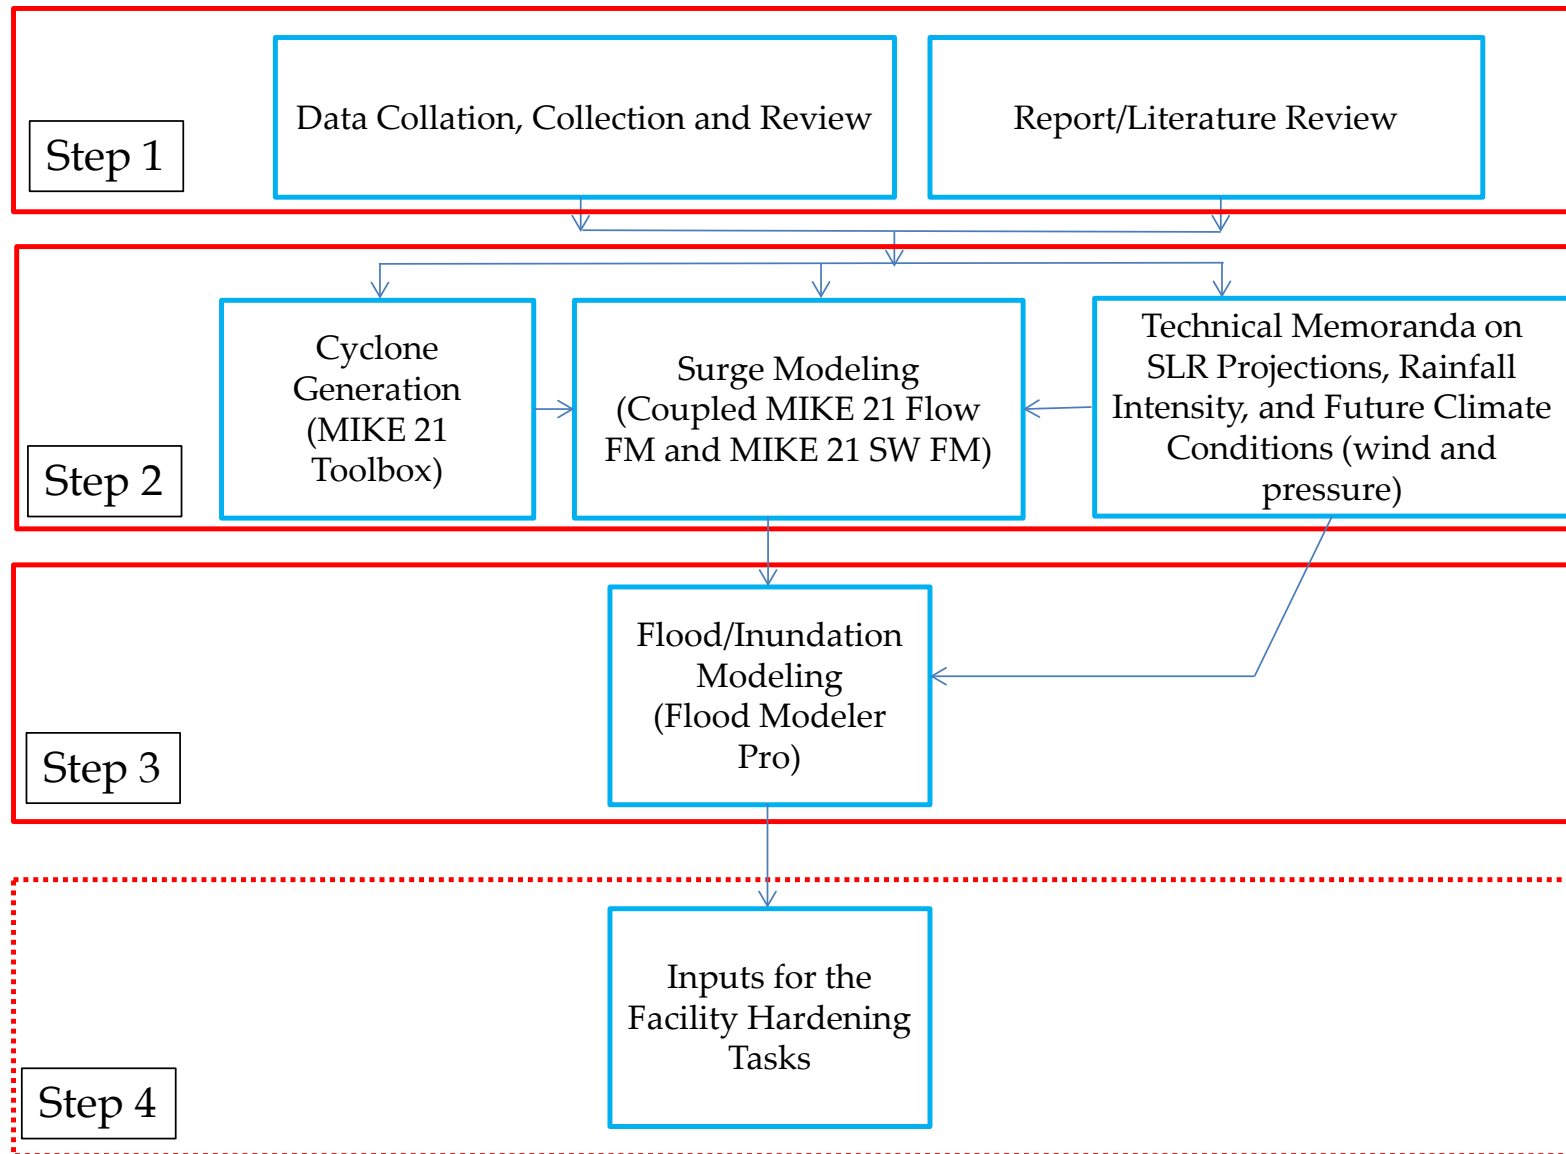 Step 1
Data Collation, Collection and Review
Report/Literature Review
Step 2
Cyclone
Generation
(MIKE 21
Toolbox)
Surge Modeling
(Coupled MIKE 21 Flow
FM and MIKE 21 SW FM)
Technical Memoranda on
SLR Projections, Rainfall
Intensity, and Future Climate
Conditions (wind and
pressure)
Step 3
Flood/Inundation
Modeling
(Flood Modeler
Pro)
Step 4
Inputs for the
Facility Hardening
Tasks